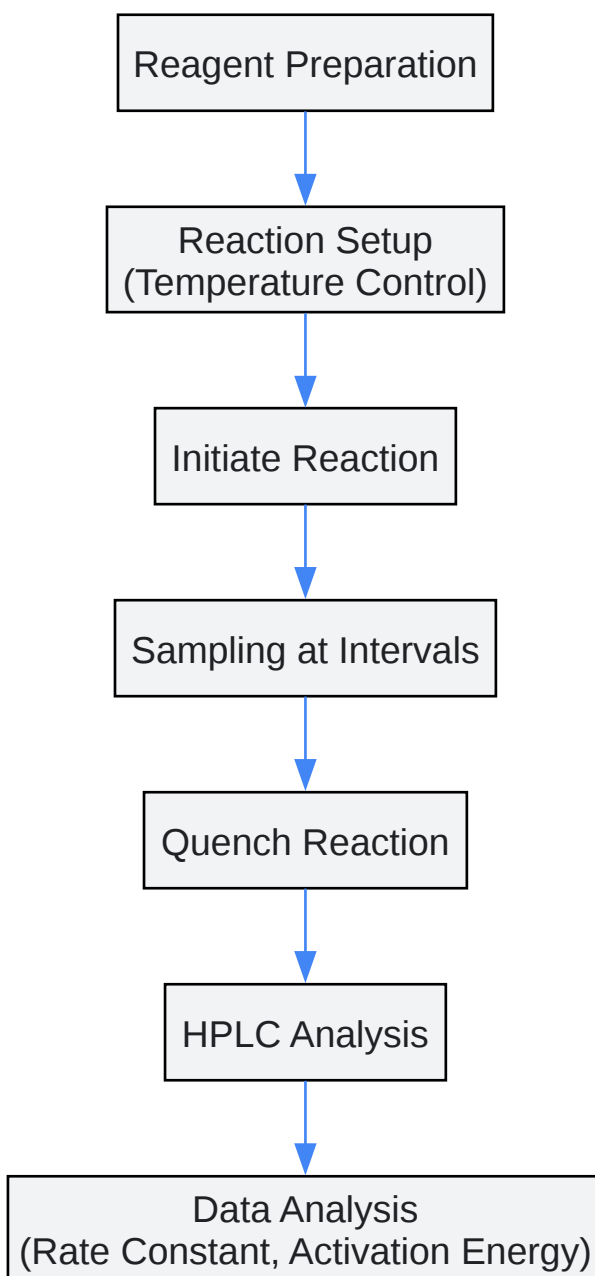 Reagent Preparation
Reaction Setup
(Temperature Control)
Initiate Reaction
Sampling at Intervals
Quench Reaction
HPLC Analysis
Data Analysis
(Rate Constant, Activation Energy)